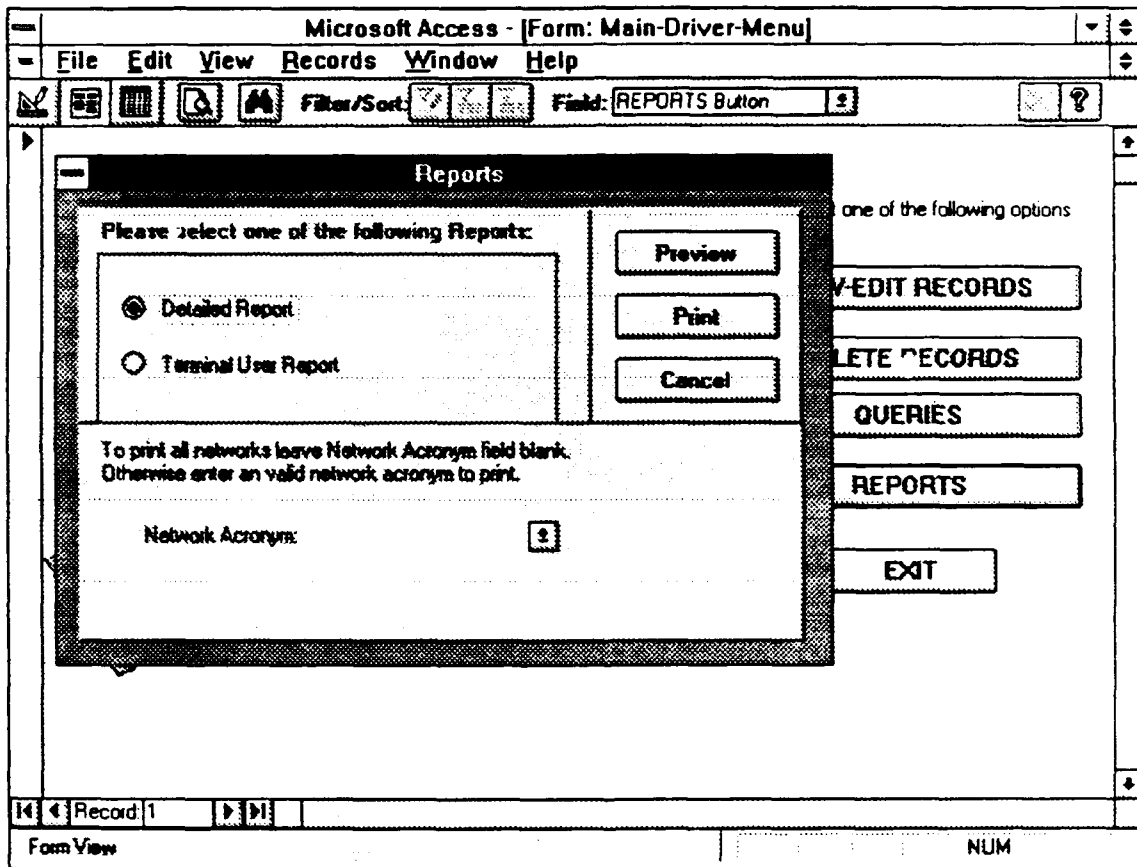 Microsoft Access - [Form: Main-Driver-Menu]
File Edit View Records Window Help
Filter/Sort: Field: REPORTS Button ?
Reports
Please select one of the following Reports:
Detailed Report
Terminal User Report
Preview
Print
Cancel
To print all networks leave Network Acronym field blank.
Otherwise enter an valid network acronym to print.
Network Acronym:
one of the following options
-EDIT RECORDS
LETE RECORDS
QUERIES
REPORTS
EXIT
Record: 1
Form View NUM